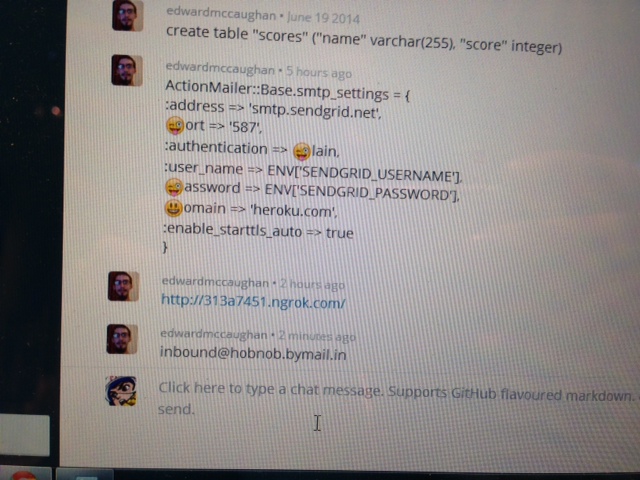 edwardmccaughan • June 19 2014
create table "scores" ("name" varchar(255), "score" integer)
edwardmccaughan • 5 hours ago
ActionMailer::Base.smtp_settings = {
:address => 'smtp.sendgrid.net',
😜ort => '587',
:authentication => 😜lain,
:user_name => ENV['SENDGRID_USERNAME'],
😜assword => ENV['SENDGRID_PASSWORD'],
😃omain => 'heroku.com',
:enable_starttls_auto => true
}
edwardmccaughan • 2 hours ago
http://313a7451.ngrok.com/
edwardmccaughan • 2 minutes ago
inbound@hobnob.bymail.in
Click here to type a chat message. Supports GitHub flavoured markdown.
send.